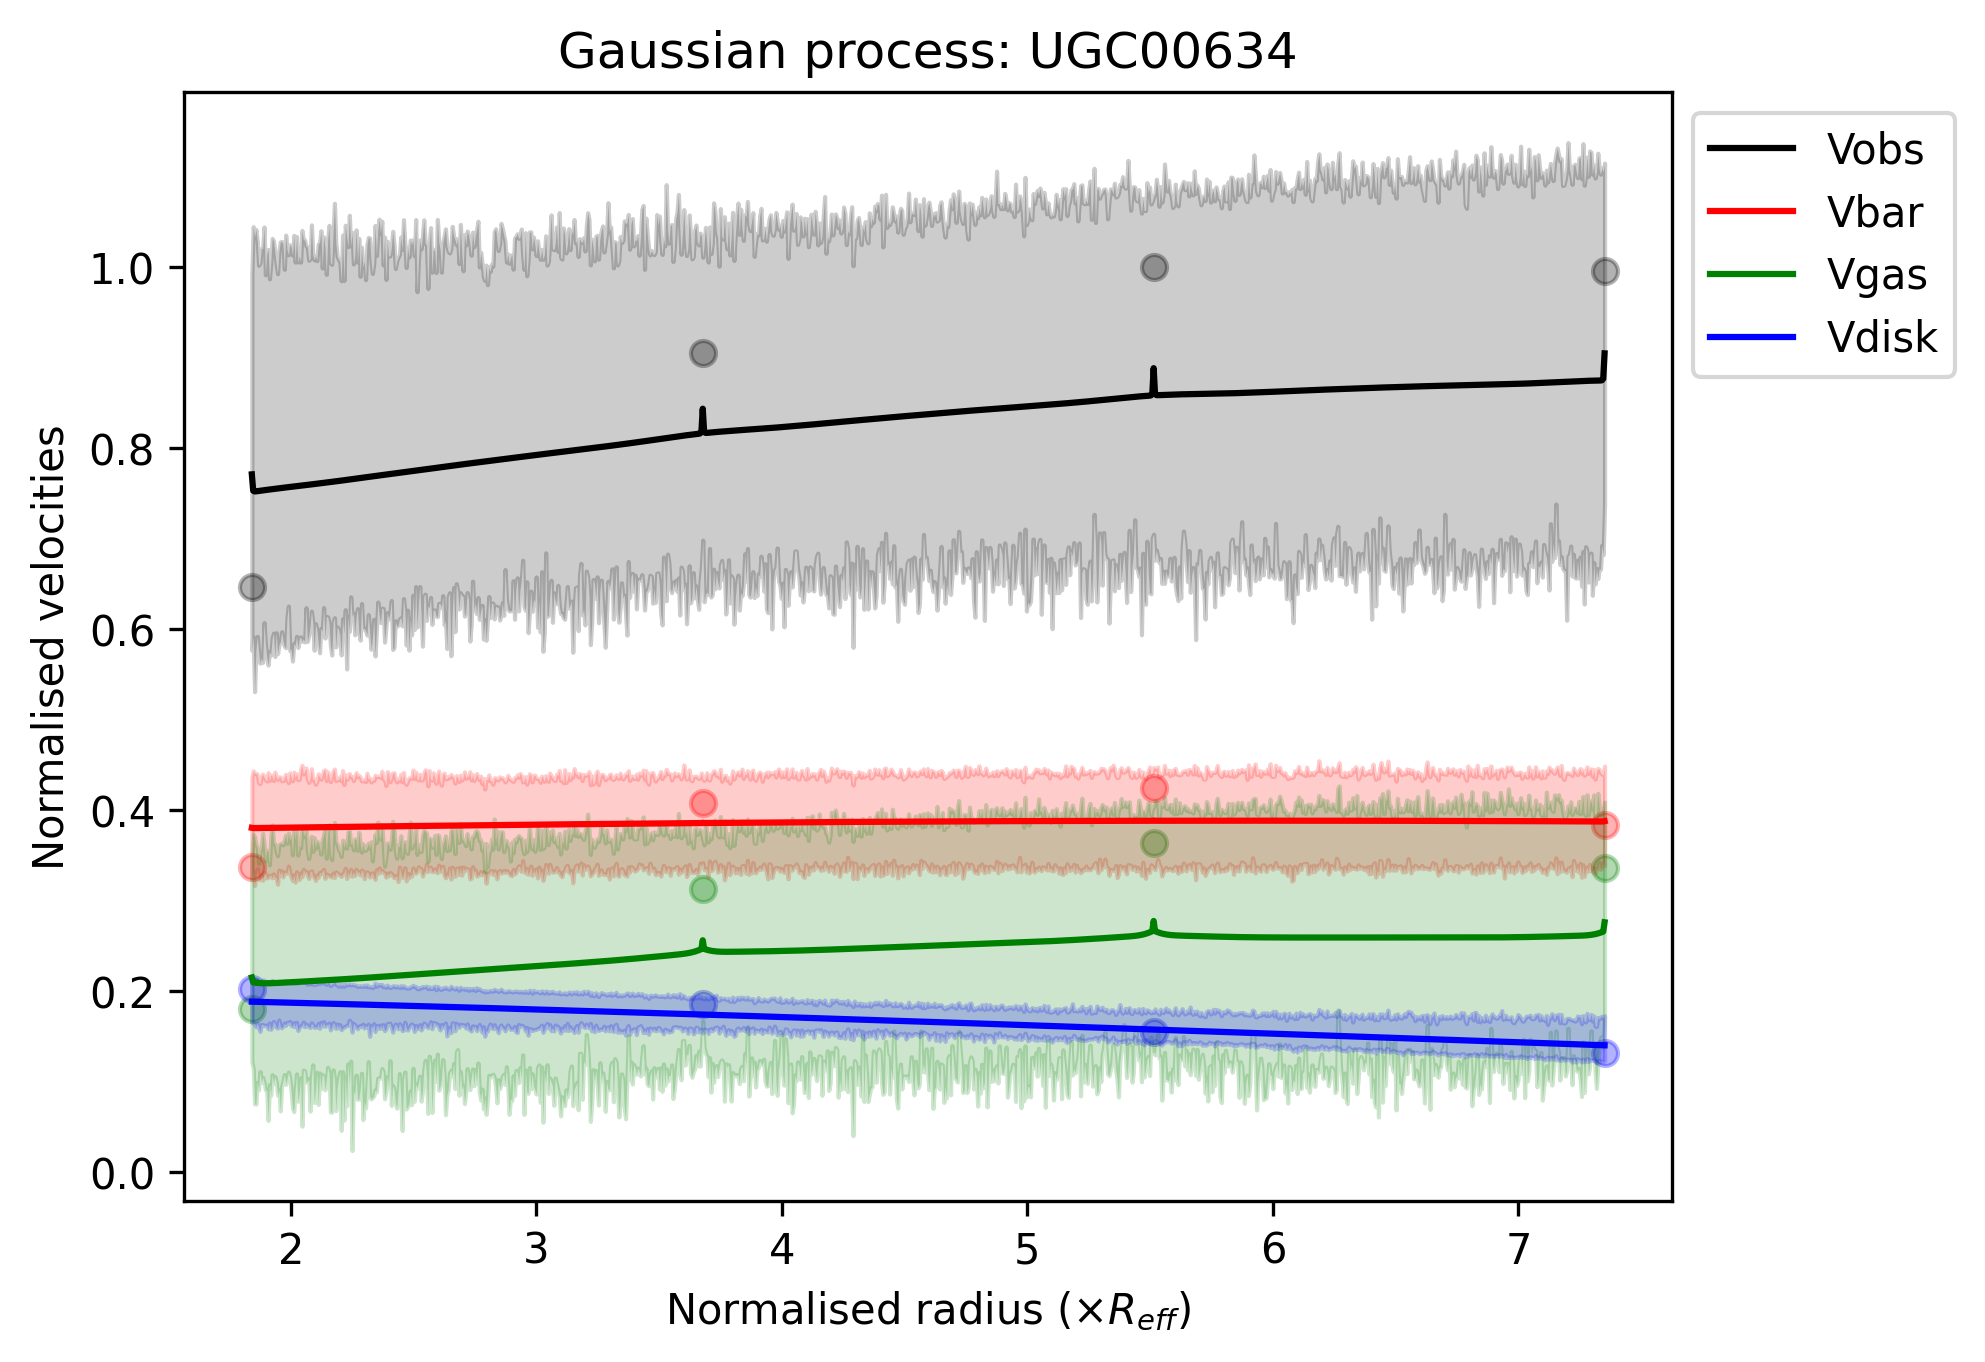 Gaussian process: UGC00634
Vobs
Vbar
Vgas
Vdisk
Normalised velocities
1.0
0.8
0.6
0.4
0.2
0.0
2 3 4 5 6 7
Normalised radius (×R_eff)